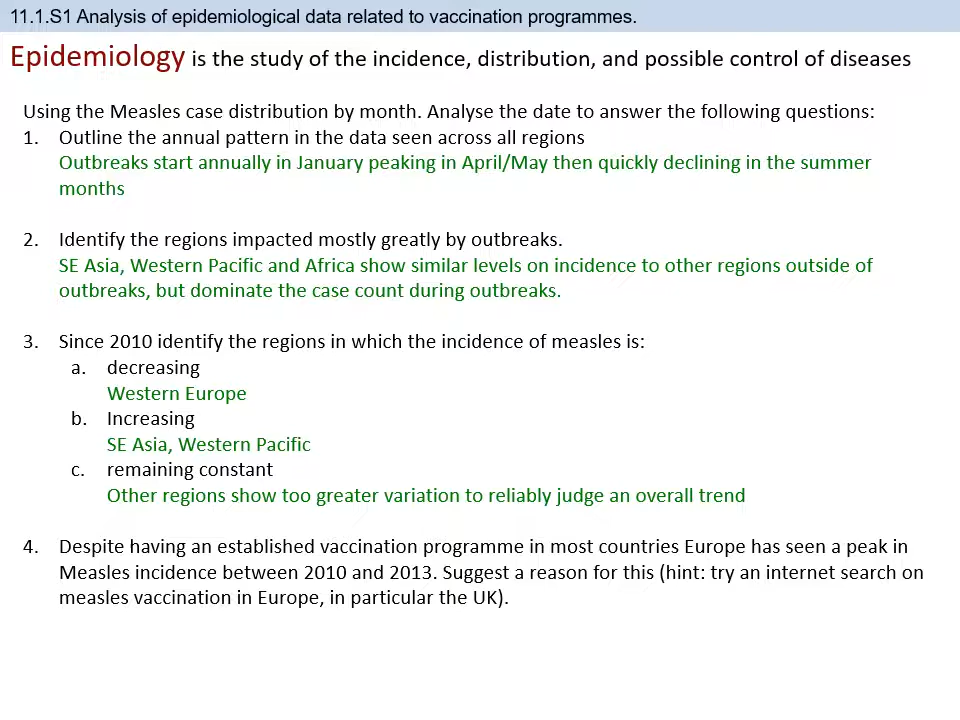 11.1.S1 Analysis of epidemiological data related to vaccination programmes.
Epidemiology is the study of the incidence, distribution, and possible control of diseases
Using the Measles case distribution by month. Analyse the date to answer the following questions:
1. Outline the annual pattern in the data seen across all regions
Outbreaks start annually in January peaking in April/May then quickly declining in the summer
months
2. Identify the regions impacted mostly greatly by outbreaks.
SE Asia, Western Pacific and Africa show similar levels on incidence to other regions outside of
outbreaks, but dominate the case count during outbreaks.
3. Since 2010 identify the regions in which the incidence of measles is:
a. decreasing
Western Europe
b. Increasing
SE Asia, Western Pacific
c. remaining constant
Other regions show too greater variation to reliably judge an overall trend
4. Despite having an established vaccination programme in most countries Europe has seen a peak in
Measles incidence between 2010 and 2013. Suggest a reason for this (hint: try an internet search on
measles vaccination in Europe, in particular the UK).